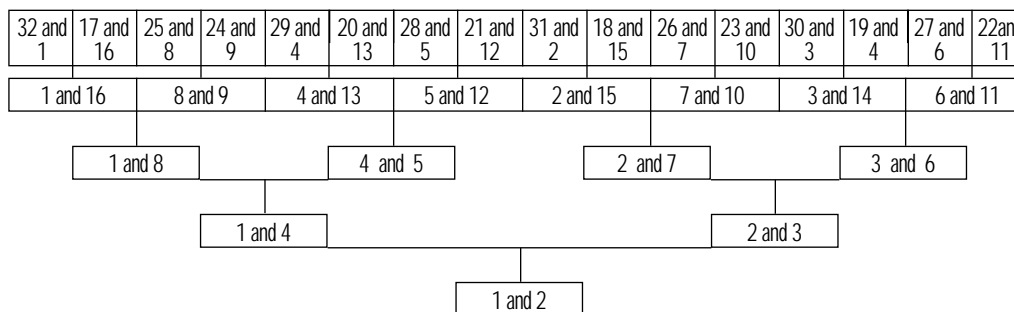 32 and 17 and 25 and 24 and 29 and 20 and 28 and 21 and 31 and 18 and 26 and 23 and 30 and 19 and 27 and 22an
1 16 8 9 4 13 5 12 2 15 7 10 3 4 6 11
1 and 16 8 and 9 4 and 13 5 and 12 2 and 15 7 and 10 3 and 14 6 and 11
1 and 8 4 and 5 2 and 7 3 and 6
1 and 4 2 and 3
1 and 2